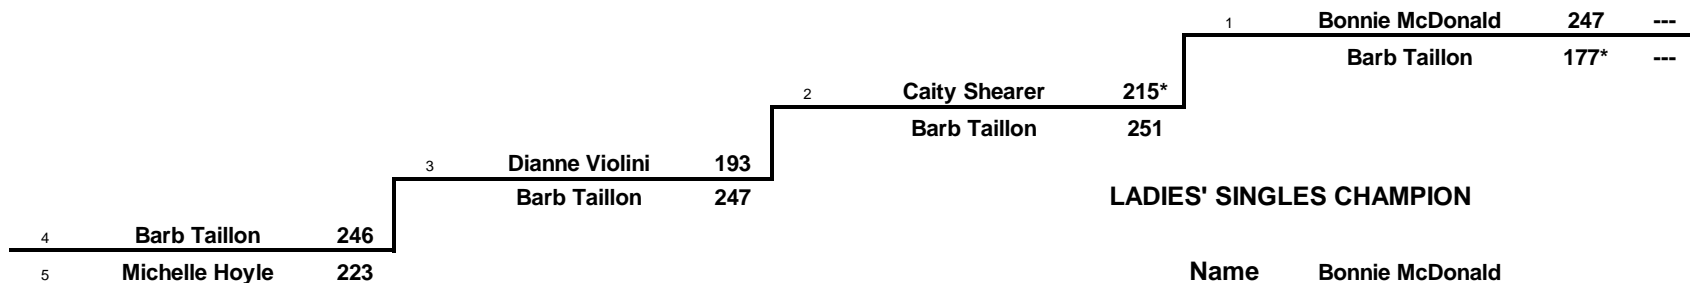 1 Bonnie McDonald 247 ---
Barb Taillon 177* ---
2 Caity Shearer 215*
Barb Taillon 251
3 Dianne Violini 193
Barb Taillon 247
LADIES' SINGLES CHAMPION
4 Barb Taillon 246
5 Michelle Hoyle 223
Name Bonnie McDonald